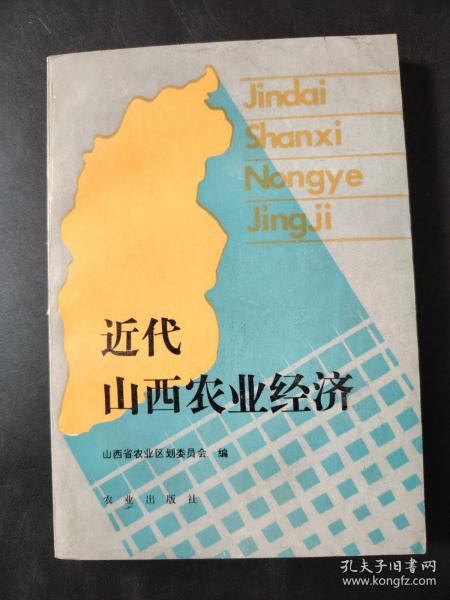 Jindai
Shanxi
Nongye
Jingji
近代
山西农业经济
山西省农业区划委员会 编
农业出版社
孔夫子旧书网
www.kongfz.com